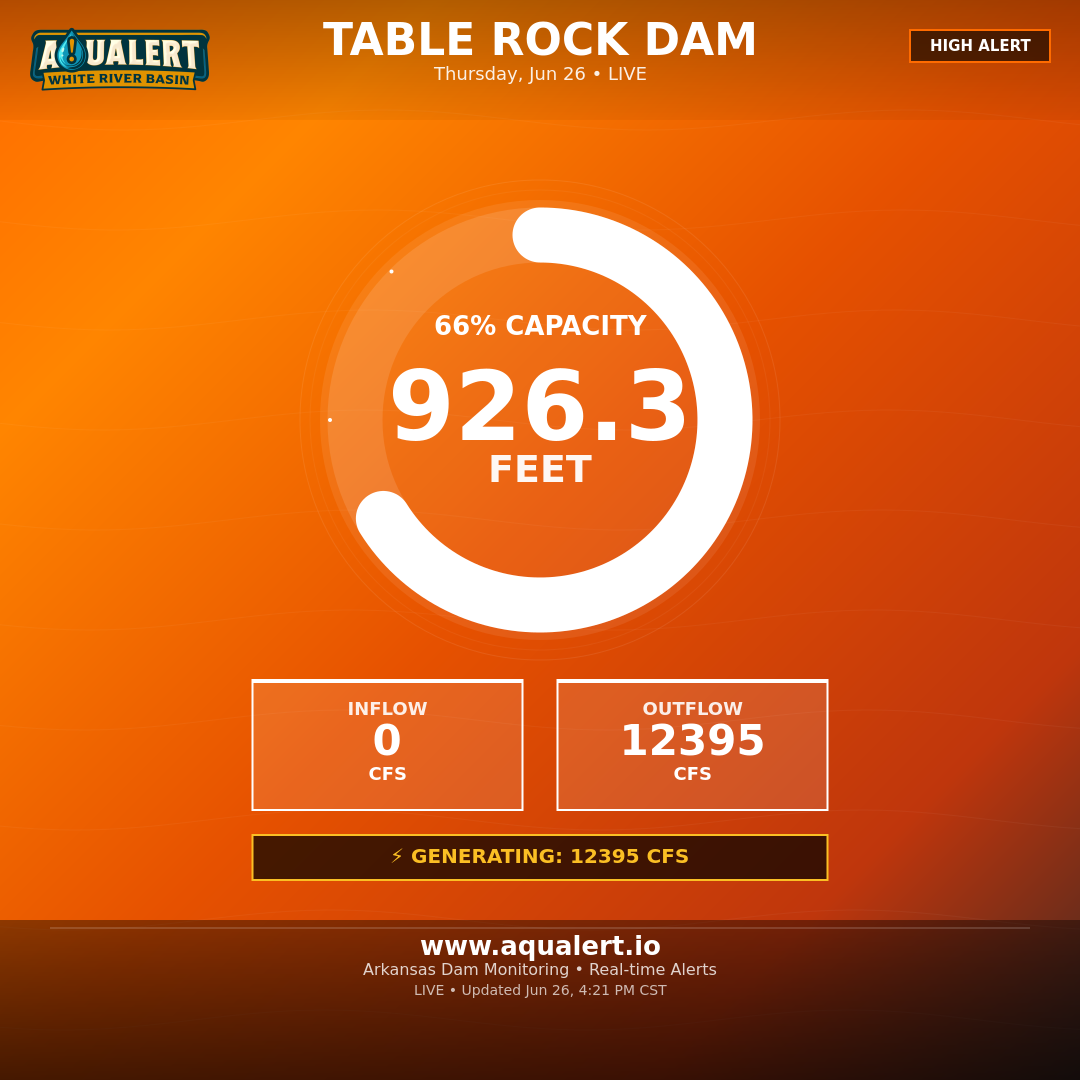 AQUALERT
WHITE RIVER BASIN
TABLE ROCK DAM
Thursday, Jun 26 • LIVE
HIGH ALERT
66% CAPACITY
926.3
FEET
INFLOW
0
CFS
OUTFLOW
12395
CFS
⚡ GENERATING: 12395 CFS
www.aqualert.io
Arkansas Dam Monitoring • Real-time Alerts
LIVE • Updated Jun 26, 4:21 PM CST